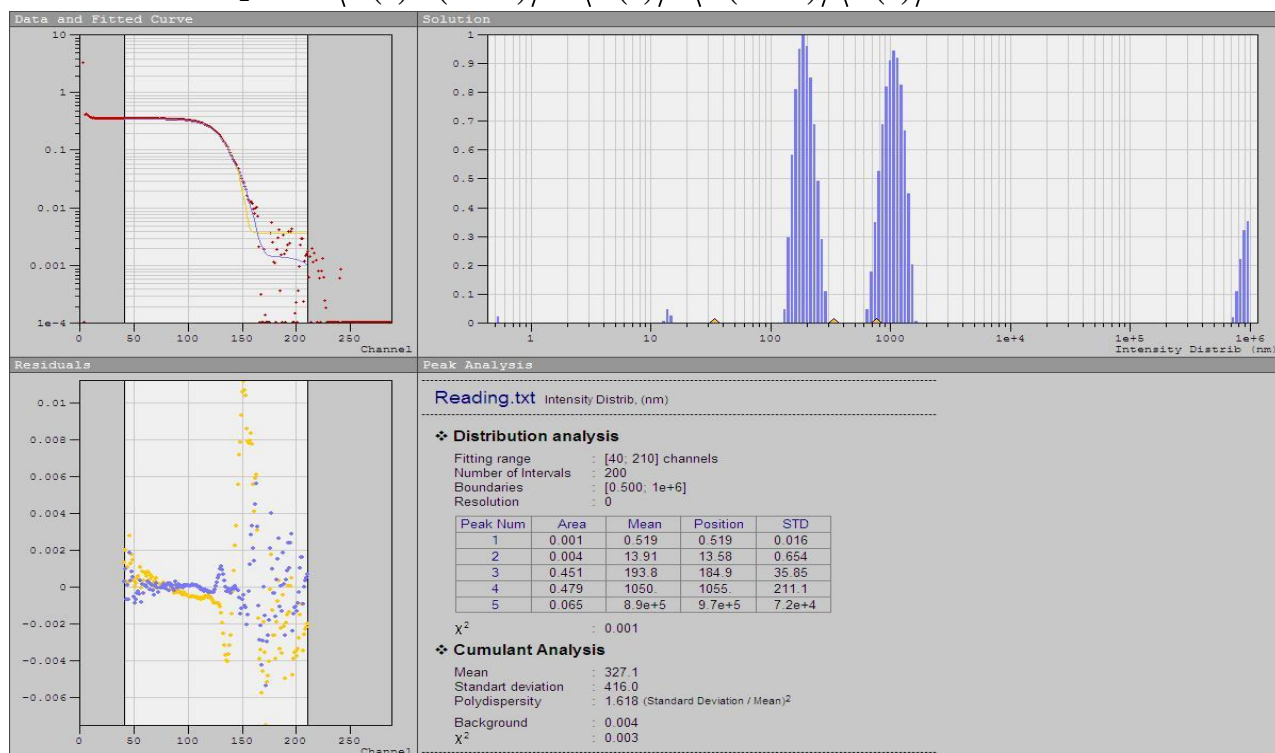 Data and Fitted Curve
10
1
0.1
0.01
0.001
1e-4
0 50 100 150 200 250
Channel
Solution
1
0.9
0.8
0.7
0.6
0.5
0.4
0.3
0.2
0.1
0
1 10 100 1000 1e+4 1e+5 1e+6
Intensity Distrib (nm)
Residuals
0.01
0.008
0.006
0.004
0.002
0
-0.002
-0.004
-0.006
0 50 100 150 200 250
Channel
Peak Analysis
Reading.txt Intensity Distrib, (nm)
❖ Distribution analysis
Fitting range : [40; 210] channels
Number of Intervals : 200
Boundaries : [0.500; 1e+6]
Resolution : 0
Peak Num Area Mean Position STD
1 0.001 0.519 0.519 0.016
2 0.004 13.91 13.58 0.654
3 0.451 193.8 184.9 35.85
4 0.479 1050. 1055. 211.1
5 0.065 8.9e+5 9.7e+5 7.2e+4
χ² : 0.001
❖ Cumulant Analysis
Mean : 327.1
Standart deviation : 416.0
Polydispersity : 1.618 (Standard Deviation / Mean)²
Background : 0.004
χ² : 0.003